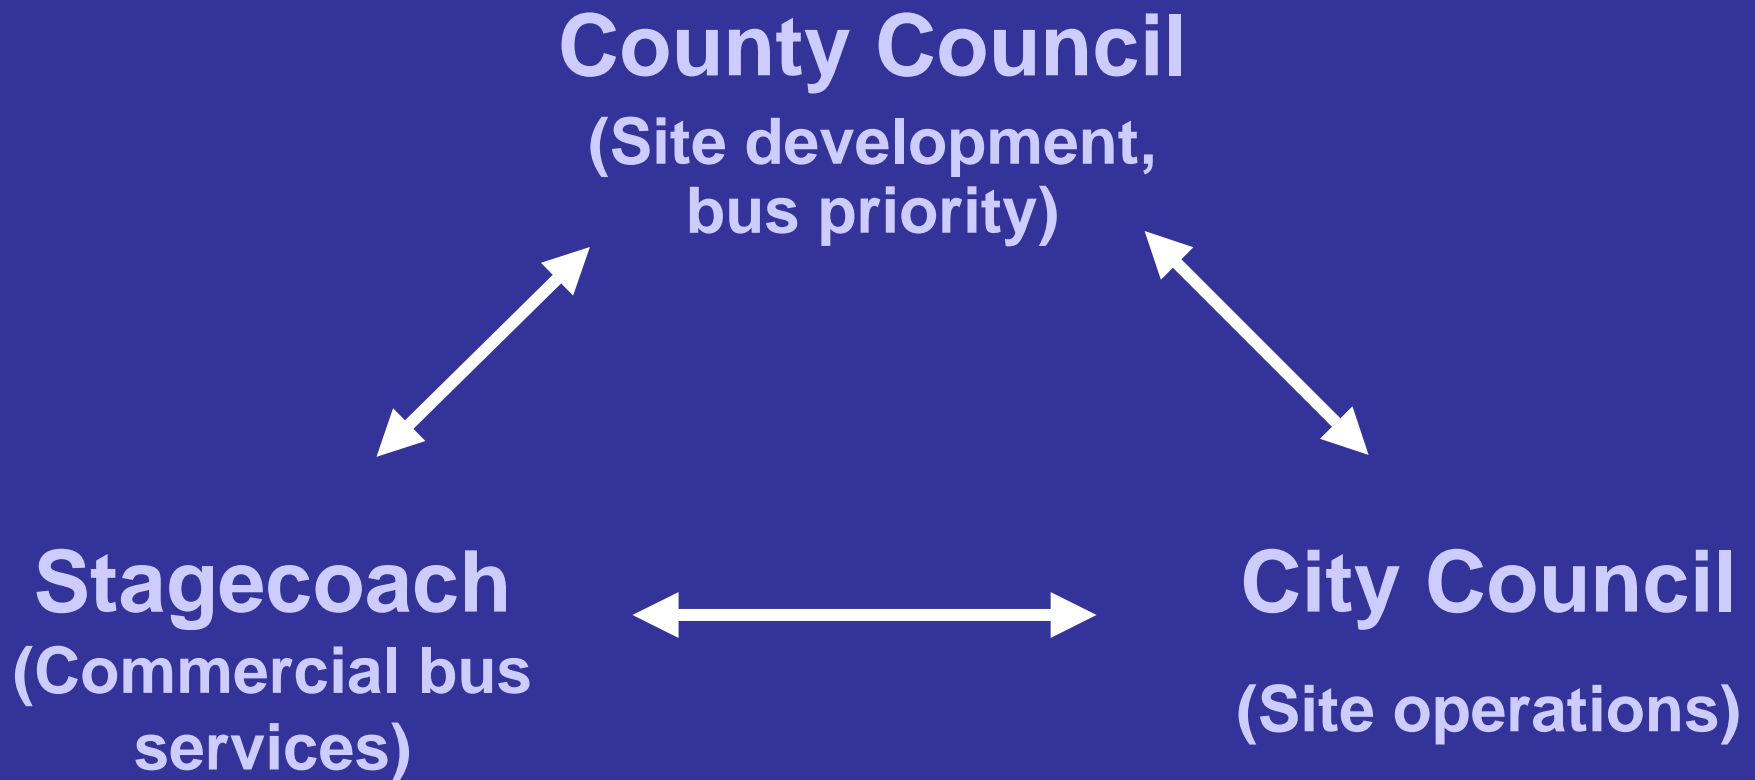 County Council
(Site development,
bus priority)
Stagecoach
(Commercial bus
services)
City Council
(Site operations)